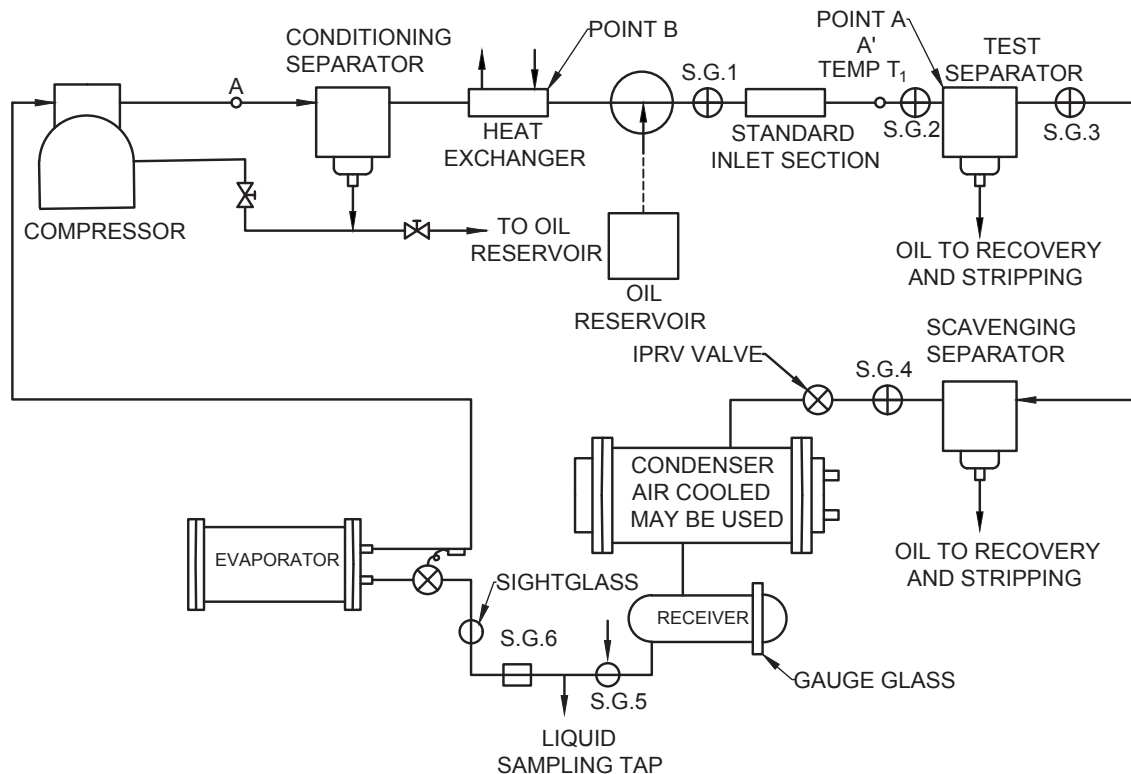 CONDITIONING
SEPARATOR
POINT B
POINT A
A'
TEMP T1
TEST
SEPARATOR
S.G.1
A
S.G.2
S.G.3
HEAT
EXCHANGER
STANDARD
INLET SECTION
COMPRESSOR
TO OIL
RESERVOIR
OIL
RESERVOIR
OIL TO RECOVERY
AND STRIPPING
SCAVENGING
SEPARATOR
IPRV VALVE
S.G.4
CONDENSER
AIR COOLED
MAY BE USED
OIL TO RECOVERY
AND STRIPPING
EVAPORATOR
SIGHTGLASS
RECEIVER
S.G.6
S.G.5
GAUGE GLASS
LIQUID
SAMPLING TAP